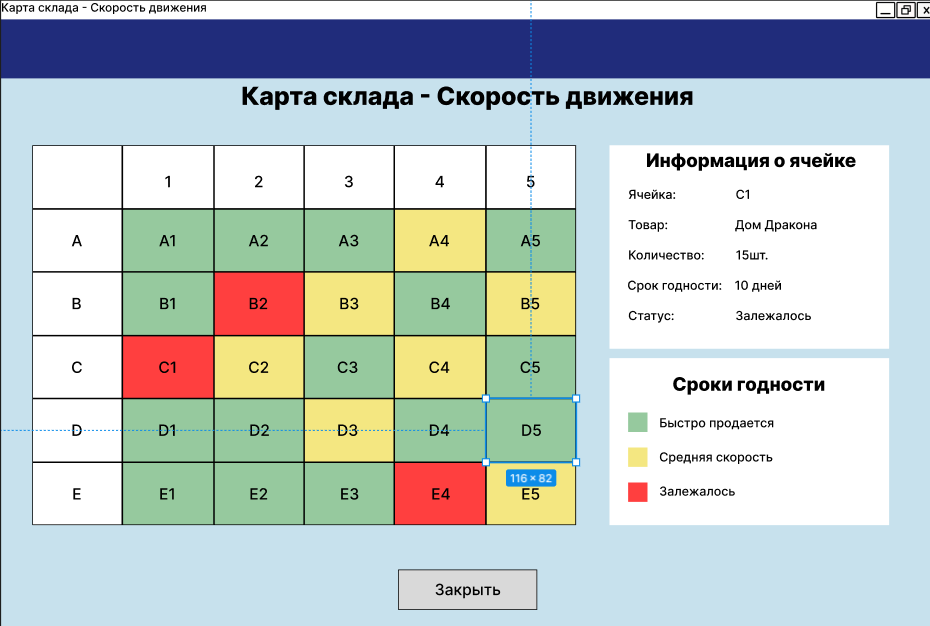 Карта склада - Скорость движения
Карта склада - Скорость движения
1 2 3 4 5
A A1 A2 A3 A4 A5
B B1 B2 B3 B4 B5
C C1 C2 C3 C4 C5
D D1 D2 D3 D4 D5
116 × 82
E E1 E2 E3 E4 E5
Информация о ячейке
Ячейка: C1
Товар: Дом Дракона
Количество: 15шт.
Срок годности: 10 дней
Статус: Залежалось
Сроки годности
Быстро продается
Средняя скорость
Залежалось
Закрыть